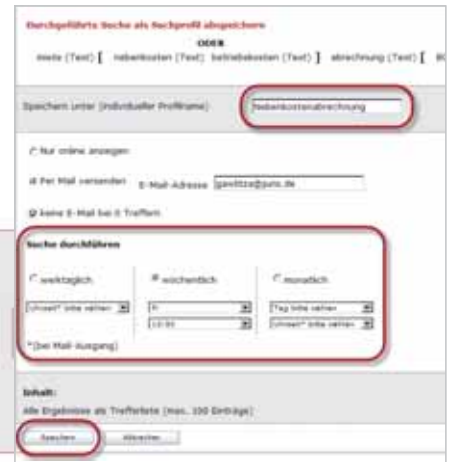 Durchgeführte Suche als Suchprofil abspeichern
ODER
miete (Text) [ nebenkosten (Text) betriebskosten (Text) ] abrechnung (Text) [
Speichern unter (individueller Profilname) Nebenkostenabrechnung
Nur online anzeigen
Per Mail versenden E-Mail-Adresse gawlitza@juris.de
keine E-Mail bei 0 Treffern
Suche durchführen
werktäglich wöchentlich monatlich
Uhrzeit* bitte wählen Fr Tag bitte wählen
Uhrzeit* bitte wählen
*(bei Mail-Ausgang)
Inhalt:
Alle Ergebnisse als Trefferliste (max. 100 Einträge)
Speichern Abbrechen